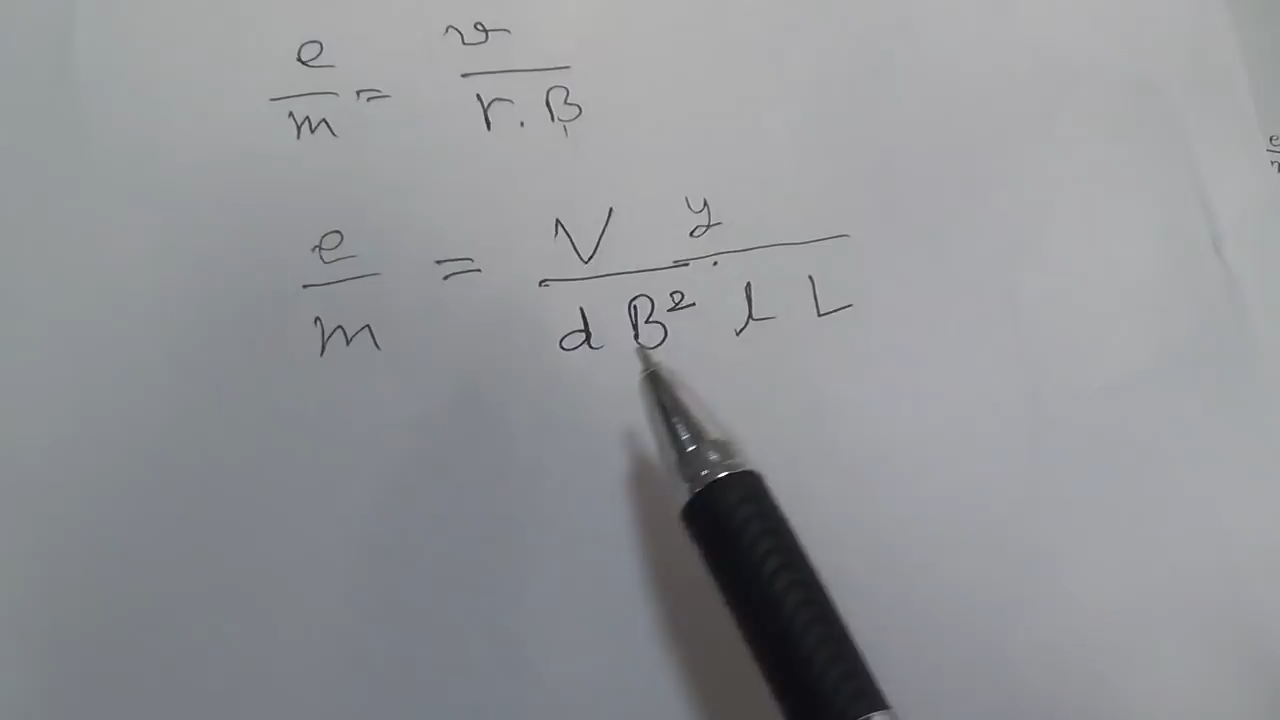 e/m = v/r.B
e/m = V y/d B² . l L
e